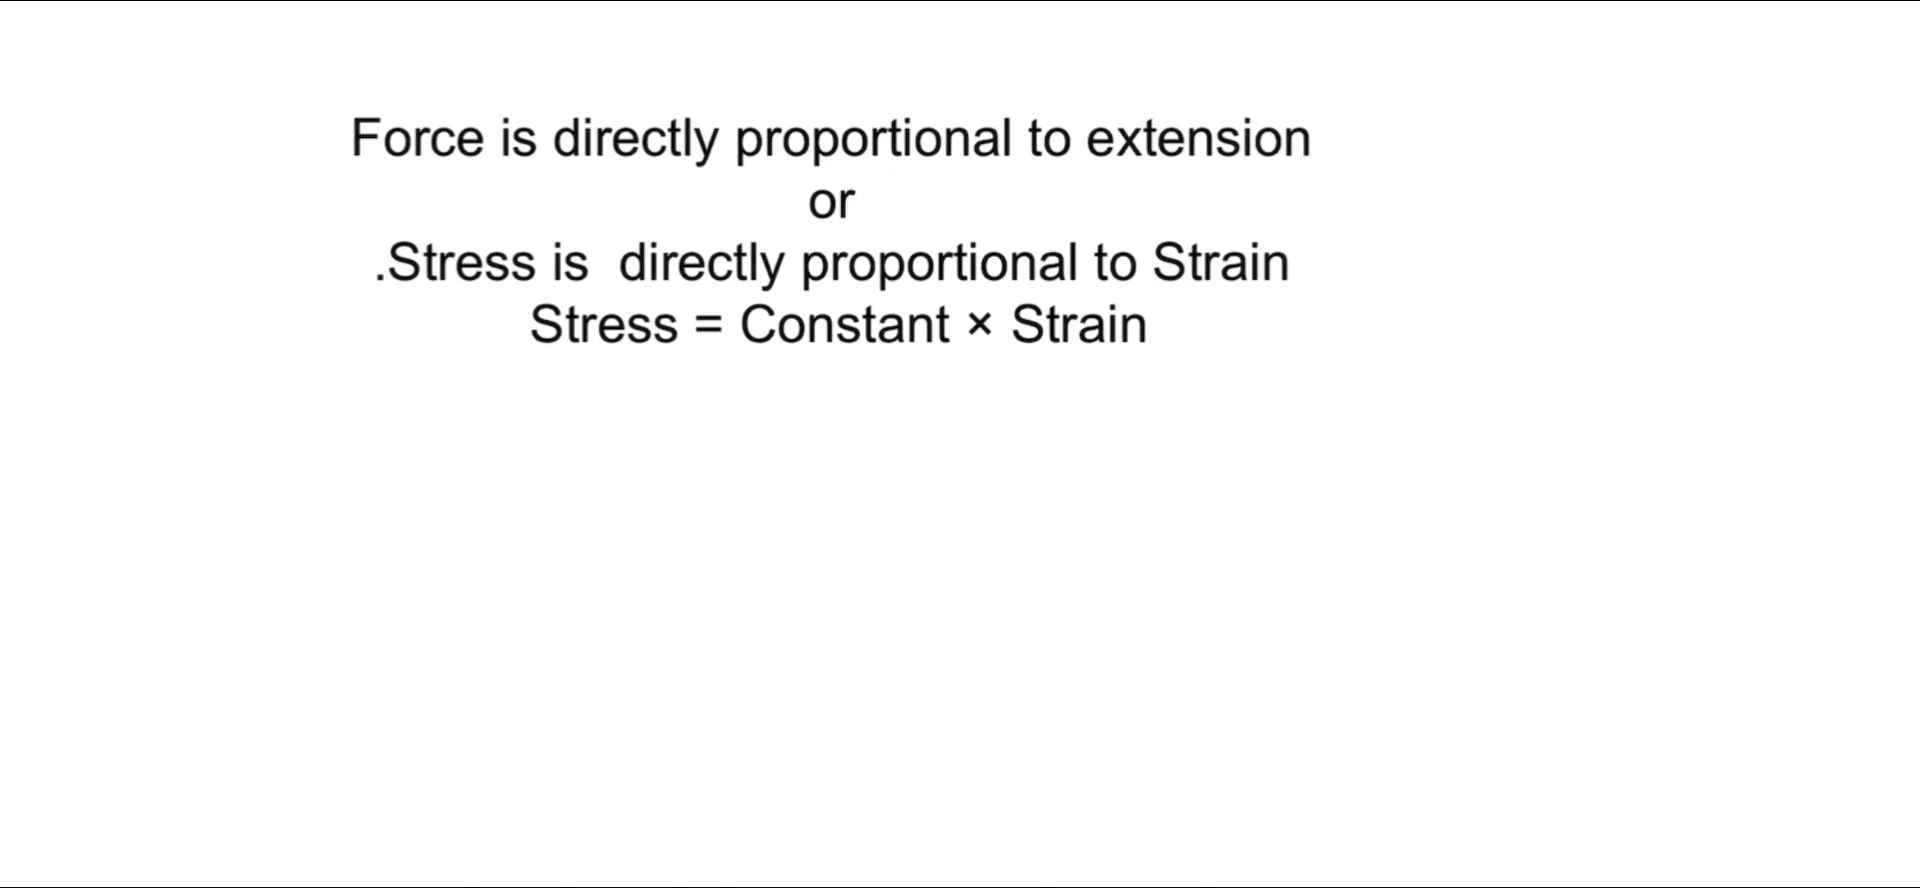 Force is directly proportional to extension
or
.Stress is  directly proportional to Strain
Stress = Constant × Strain